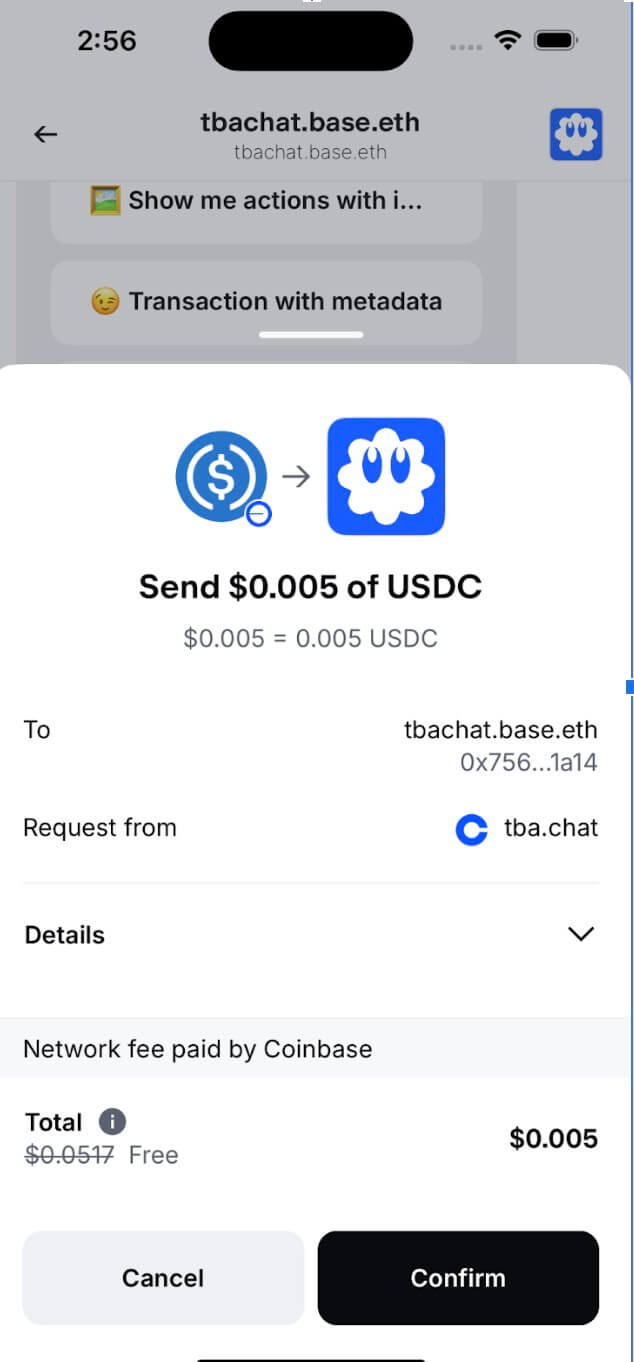 2:56
tbachat.base.eth
tbachat.base.eth
Show me actions with i...
😉 Transaction with metadata
Send $0.005 of USDC
$0.005 = 0.005 USDC
To
tbachat.base.eth
0x756...1a14
Request from
tba.chat
Details
Network fee paid by Coinbase
Total
$0.0517 Free
$0.005
Cancel
Confirm